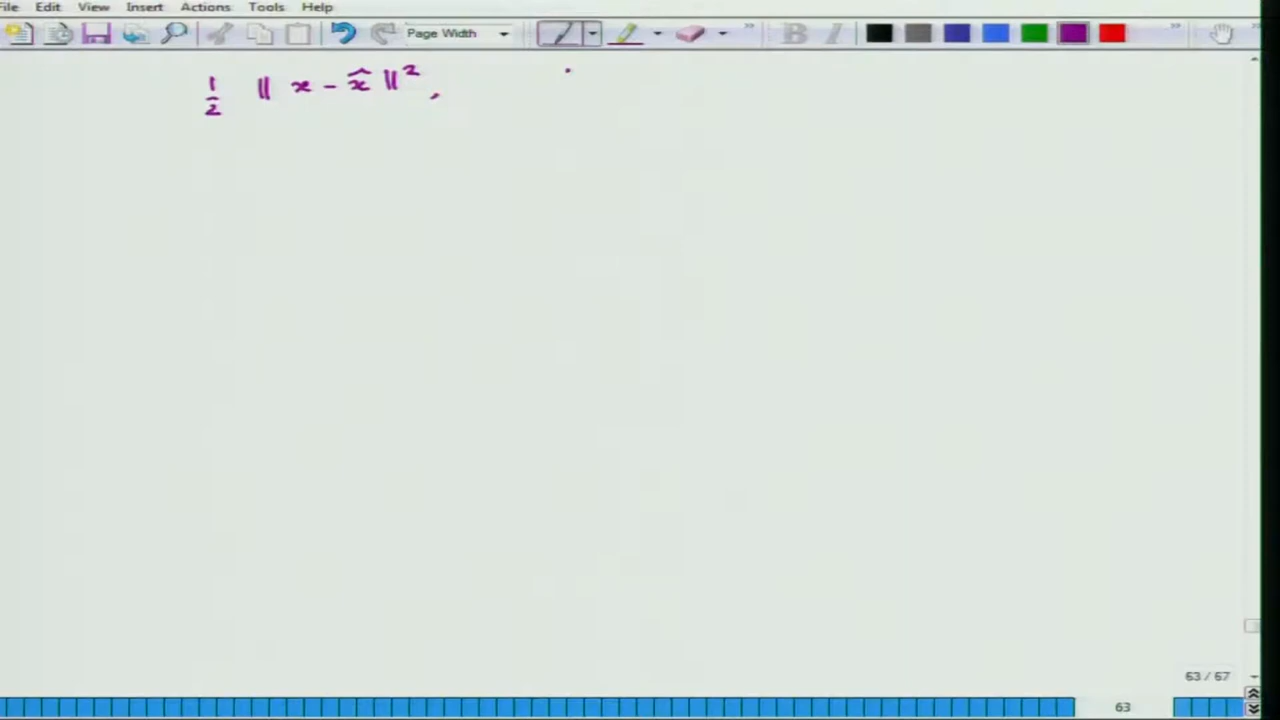 File Edit View Insert Actions Tools Help
Page Width B I
1/2 ‖ x - x̂ ‖²,
63 / 67
63